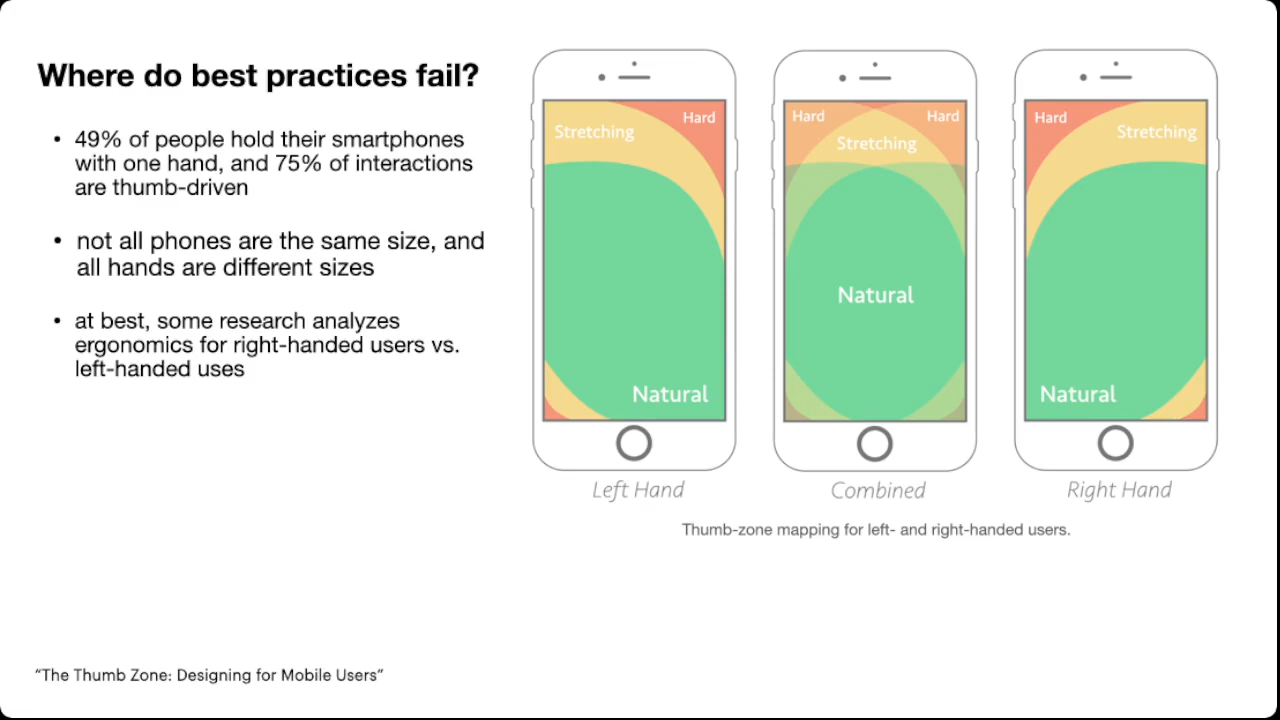 Where do best practices fail?
• 49% of people hold their smartphones
with one hand, and 75% of interactions
are thumb-driven
• not all phones are the same size, and
all hands are different sizes
• at best, some research analyzes
ergonomics for right-handed users vs.
left-handed uses
Hard
Stretching
Natural
Left Hand
Hard
Hard
Stretching
Natural
Combined
Hard
Stretching
Natural
Right Hand
Thumb-zone mapping for left- and right-handed users.
“The Thumb Zone: Designing for Mobile Users”